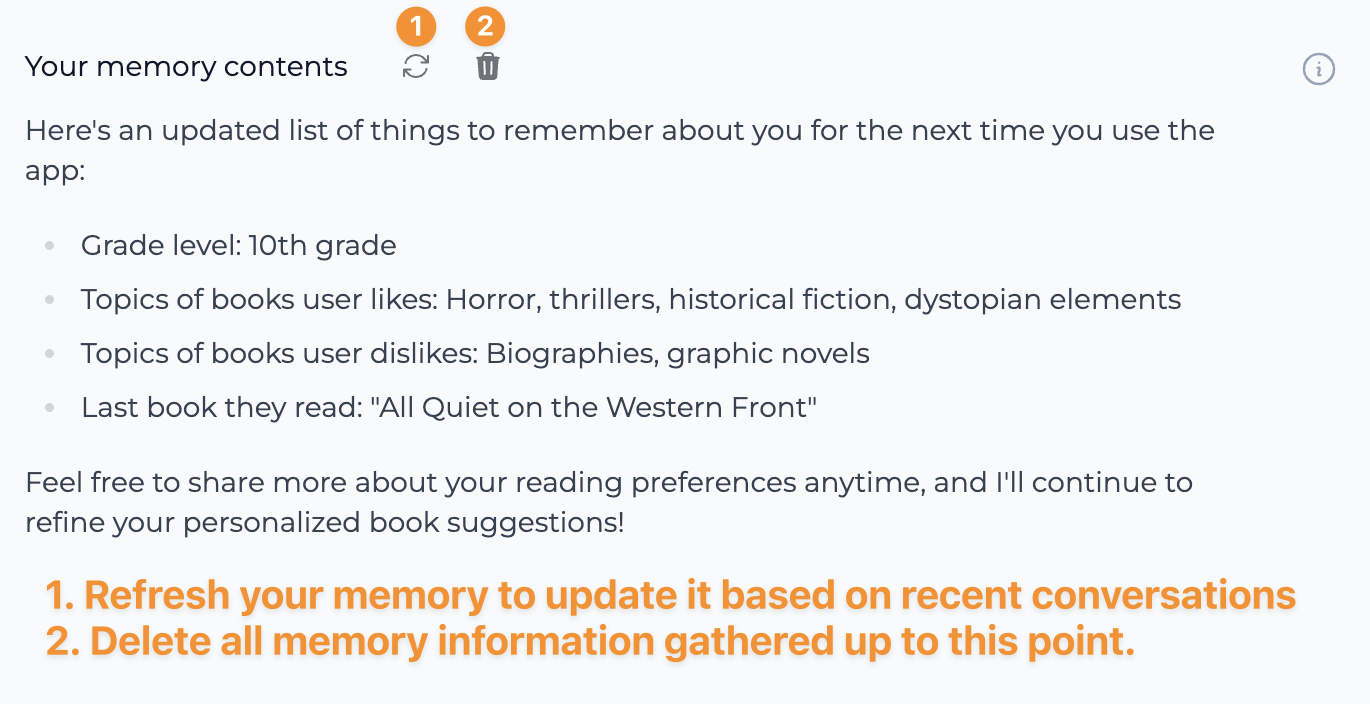 1 2
Your memory contents
Here's an updated list of things to remember about you for the next time you use the
app:
Grade level: 10th grade
Topics of books user likes: Horror, thrillers, historical fiction, dystopian elements
Topics of books user dislikes: Biographies, graphic novels
Last book they read: "All Quiet on the Western Front"
Feel free to share more about your reading preferences anytime, and I'll continue to
refine your personalized book suggestions!
1. Refresh your memory to update it based on recent conversations
2. Delete all memory information gathered up to this point.